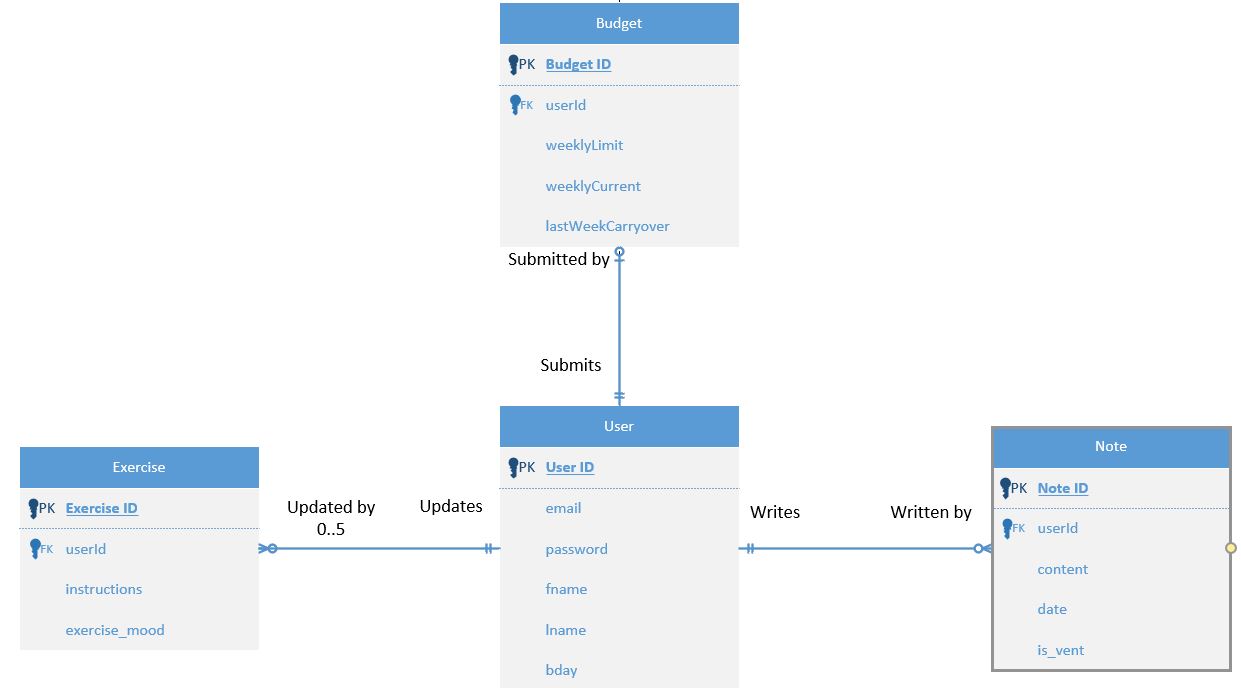 Budget
PK Budget ID
FK userId
weeklyLimit
weeklyCurrent
lastWeekCarryover
Submitted by
Submits
User
PK User ID
email
password
fname
lname
bday
Exercise
PK Exercise ID
FK userId
instructions
exercise_mood
Updated by
0..5
Updates
Writes
Written by
Note
PK Note ID
FK userId
content
date
is_vent